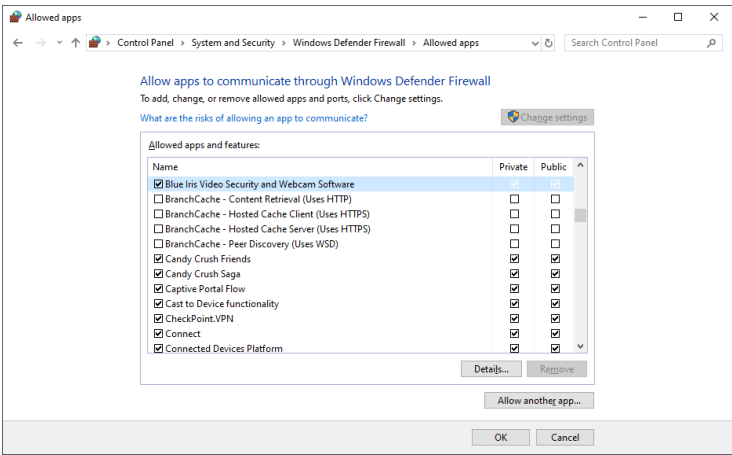 Allowed apps
Control Panel > System and Security > Windows Defender Firewall > Allowed apps
Search Control Panel
Allow apps to communicate through Windows Defender Firewall
To add, change, or remove allowed apps and ports, click Change settings.
What are the risks of allowing an app to communicate?
Change settings
Allowed apps and features:
Name Private Public
Blue Iris Video Security and Webcam Software
BranchCache - Content Retrieval (Uses HTTP)
BranchCache - Hosted Cache Client (Uses HTTPS)
BranchCache - Hosted Cache Server (Uses HTTPS)
BranchCache - Peer Discovery (Uses WSD)
Candy Crush Friends
Candy Crush Saga
Captive Portal Flow
Cast to Device functionality
CheckPoint.VPN
Connect
Connected Devices Platform
Details... Remove
Allow another app...
OK Cancel